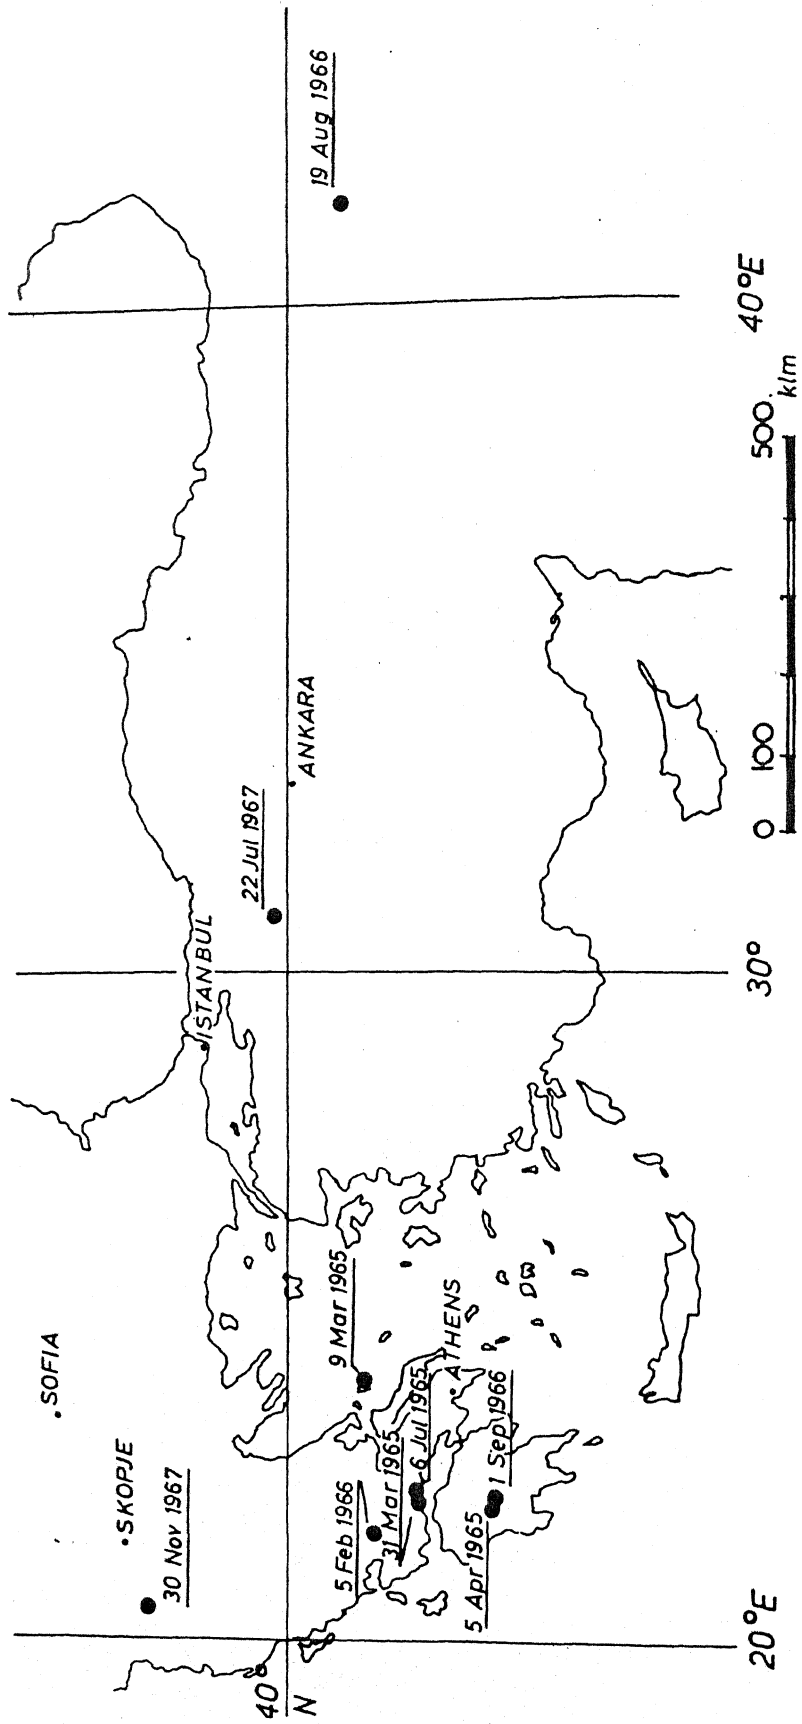 SOFIA
SKOPJE
30 Nov 1967
ISTANBUL
22 Jul 1967
ANKARA
19 Aug 1966
40
N
9 Mar 1965
5 Feb 1966
31 Mar 1965
6 Jul 1965
ATHENS
5 Apr 1965
1 Sep 1966
20°E
30°
40°E
0 100 500.
klm